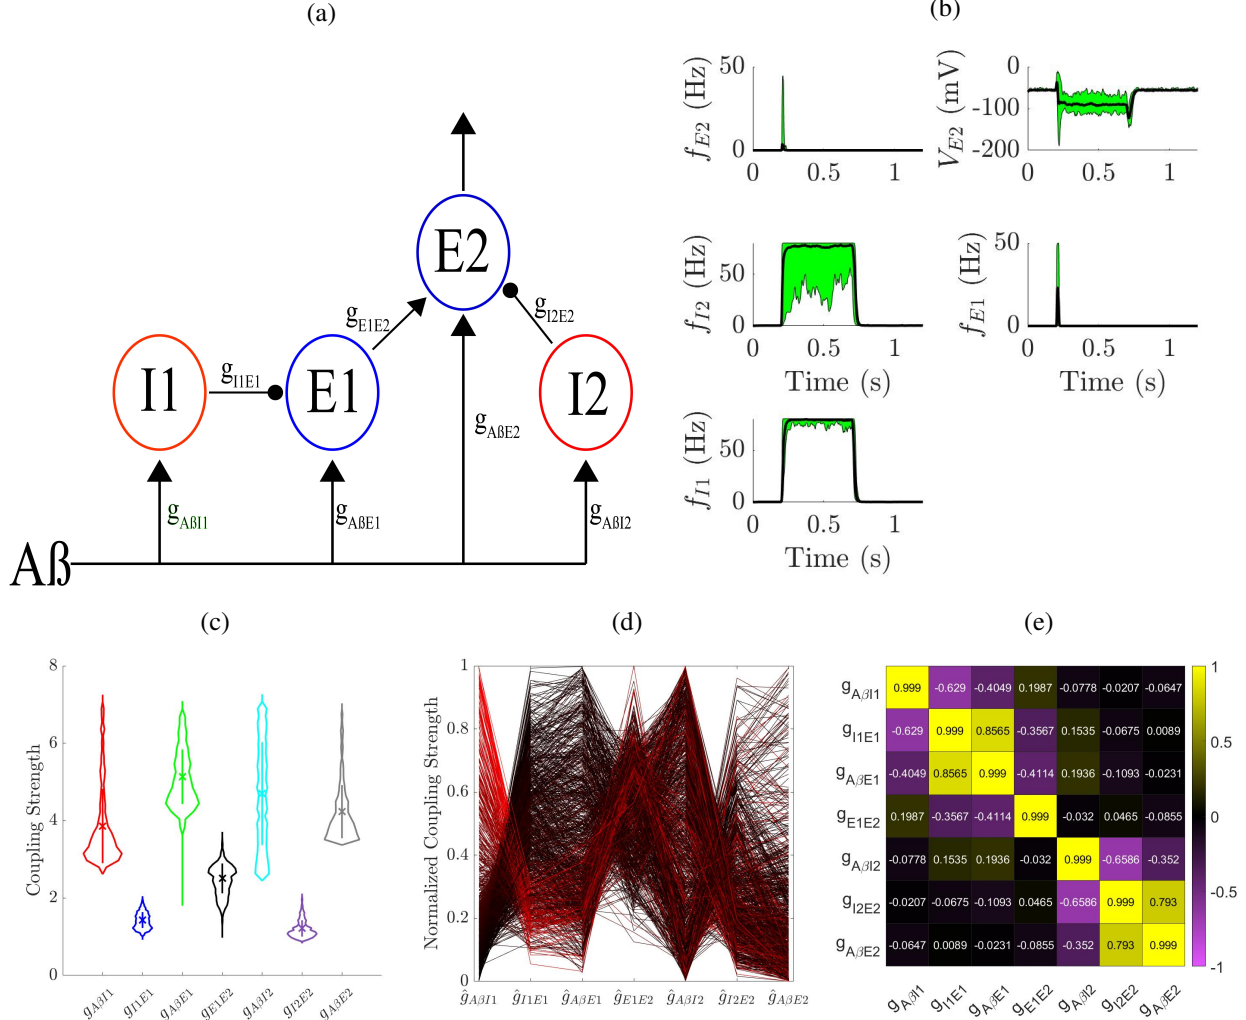 (a)
E2
g_E1E2
g_I2E2
I1
g_I1E1
E1
I2
g_AßE2
g_AßI1
g_AßE1
g_AßI2
Aß
(b)
50
0
f_E2 (Hz)
0 0.5 1
0
-100
-200
V_E2 (mV)
0 0.5 1
50
0
f_I2 (Hz)
0 0.5 1
Time (s)
50
0
f_E1 (Hz)
0 0.5 1
Time (s)
50
0
f_I1 (Hz)
0 0.5 1
Time (s)
(c)
8
6
4
2
0
Coupling Strength
g_AβI1 g_I1E1 g_AβE1 g_E1E2 g_AβI2 g_I2E2 g_AβE2
(d)
1
0.8
0.6
0.4
0.2
0
Normalized Coupling Strength
ĝ_AβI1 ĝ_I1E1 ĝ_AβE1 ĝ_E1E2 ĝ_AβI2 ĝ_I2E2 ĝ_AβE2
(e)
g_AβI1 0.999 -0.629 -0.4049 0.1987 -0.0778 -0.0207 -0.0647
g_I1E1 -0.629 0.999 0.8565 -0.3567 0.1535 -0.0675 0.0089
g_AβE1 -0.4049 0.8565 0.999 -0.4114 0.1936 -0.1093 -0.0231
g_E1E2 0.1987 -0.3567 -0.4114 0.999 -0.032 0.0465 -0.0855
g_AβI2 -0.0778 0.1535 0.1936 -0.032 0.999 -0.6586 -0.352
g_I2E2 -0.0207 -0.0675 -0.1093 0.0465 -0.6586 0.999 0.793
g_AβE2 -0.0647 0.0089 -0.0231 -0.0855 -0.352 0.793 0.999
g_AβI1 g_I1E1 g_AβE1 g_E1E2 g_AβI2 g_I2E2 g_AβE2
1
0.5
0
-0.5
-1